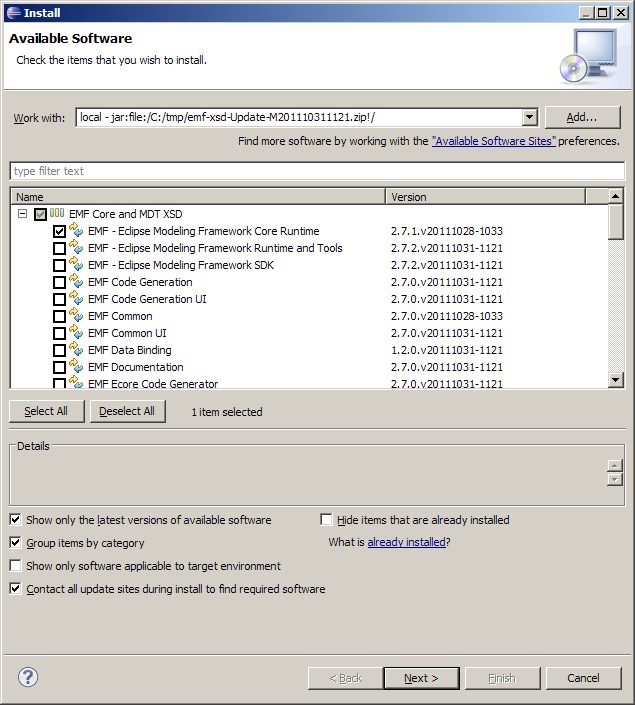 Install
Available Software
Check the items that you wish to install.
Work with: local - jar:file:/C:/tmp/emf-xsd-Update-M201110311121.zip!/ Add...
Find more software by working with the "Available Software Sites" preferences.
type filter text
Name Version
EMF Core and MDT XSD
EMF - Eclipse Modeling Framework Core Runtime 2.7.1.v20111028-1033
EMF - Eclipse Modeling Framework Runtime and Tools 2.7.2.v20111031-1121
EMF - Eclipse Modeling Framework SDK 2.7.2.v20111031-1121
EMF Code Generation 2.7.0.v20111031-1121
EMF Code Generation UI 2.7.0.v20111031-1121
EMF Common 2.7.0.v20111028-1033
EMF Common UI 2.7.0.v20111031-1121
EMF Data Binding 1.2.0.v20111031-1121
EMF Documentation 2.7.0.v20111031-1121
EMF Ecore Code Generator 2.7.0.v20111031-1121
Select All Deselect All 1 item selected
Details
Show only the latest versions of available software Hide items that are already installed
Group items by category What is already installed?
Show only software applicable to target environment
Contact all update sites during install to find required software
? < Back Next > Finish Cancel